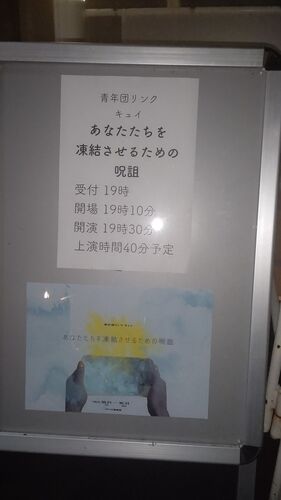 青年団リンク
キュイ
あなたたちを
凍結させるための
呪詛
受付 19時
開場 19時10分
開演 19時30分
上演時間40分予定
あなたたちを凍結させるための呪詛